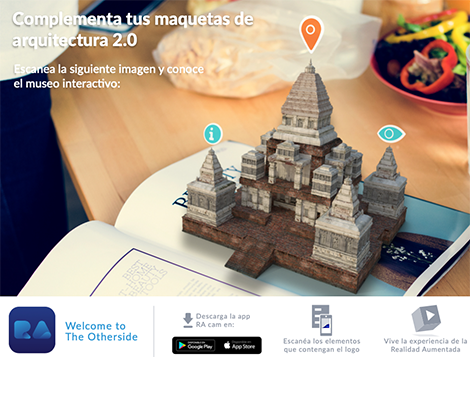 Complementa tus maquetas de
arquitectura 2.0
Escanea la siguiente imagen y conoce
el museo interactivo:
RA
Welcome to
The Otherside
Descarga la app
RA cam en:
Google Play
App Store
Escanéa los elementos
que contengan el logo
Vive la experiencia de la
Realidad Aumentada